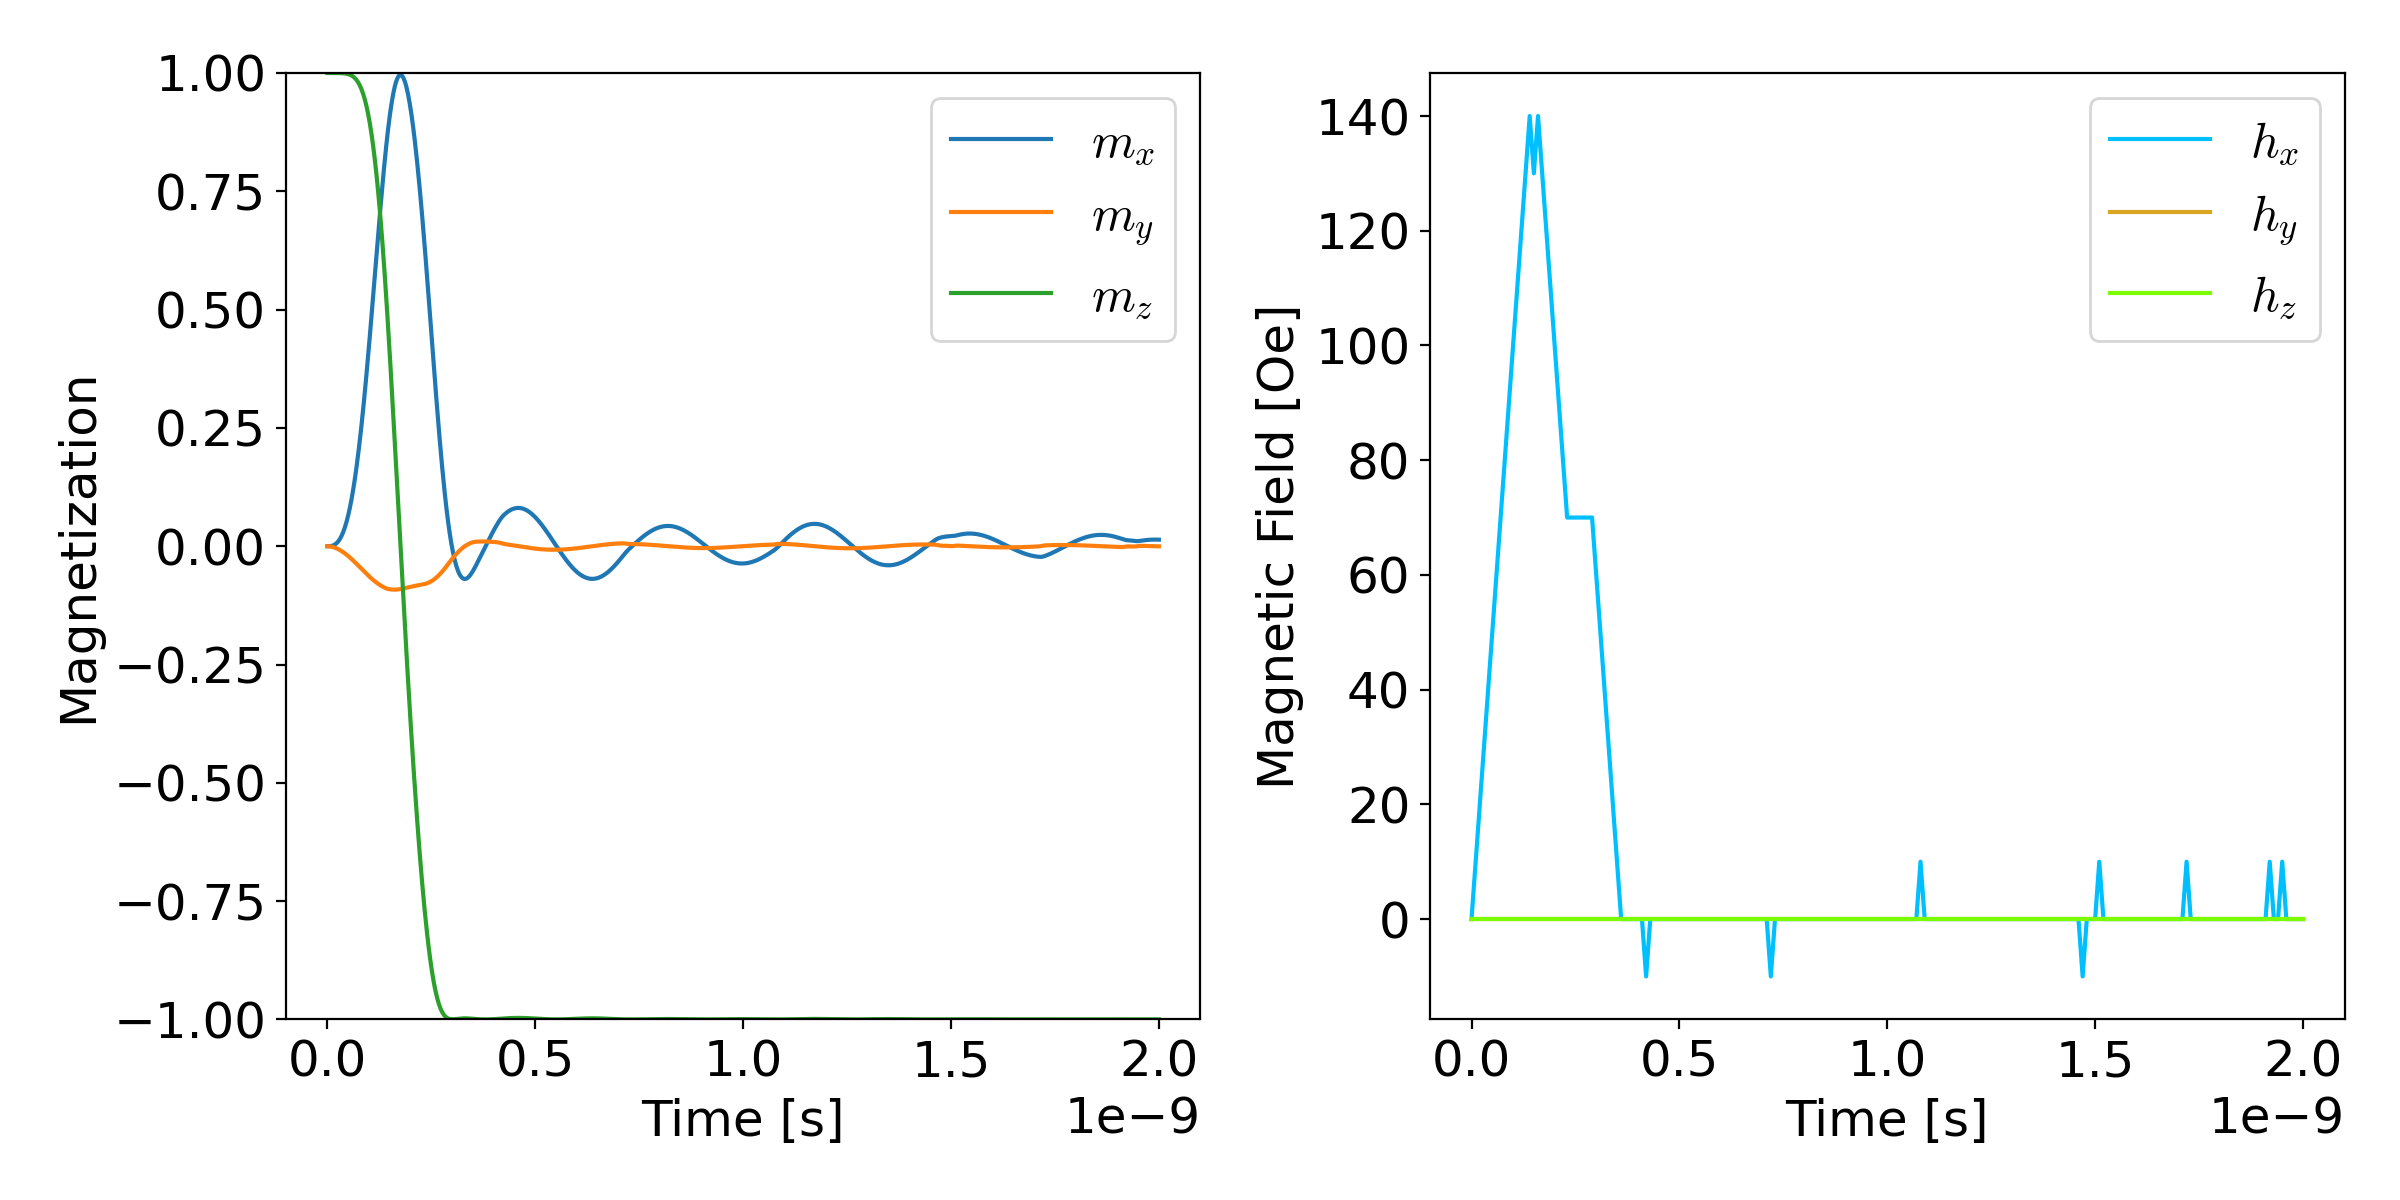 1.00
0.75
0.50
0.25
0.00
−0.25
−0.50
−0.75
−1.00
Magnetization
0.0 0.5 1.0 1.5 2.0
Time [s]
1e−9
m_x
m_y
m_z
140
120
100
80
60
40
20
0
Magnetic Field [Oe]
0.0 0.5 1.0 1.5 2.0
Time [s]
1e−9
h_x
h_y
h_z